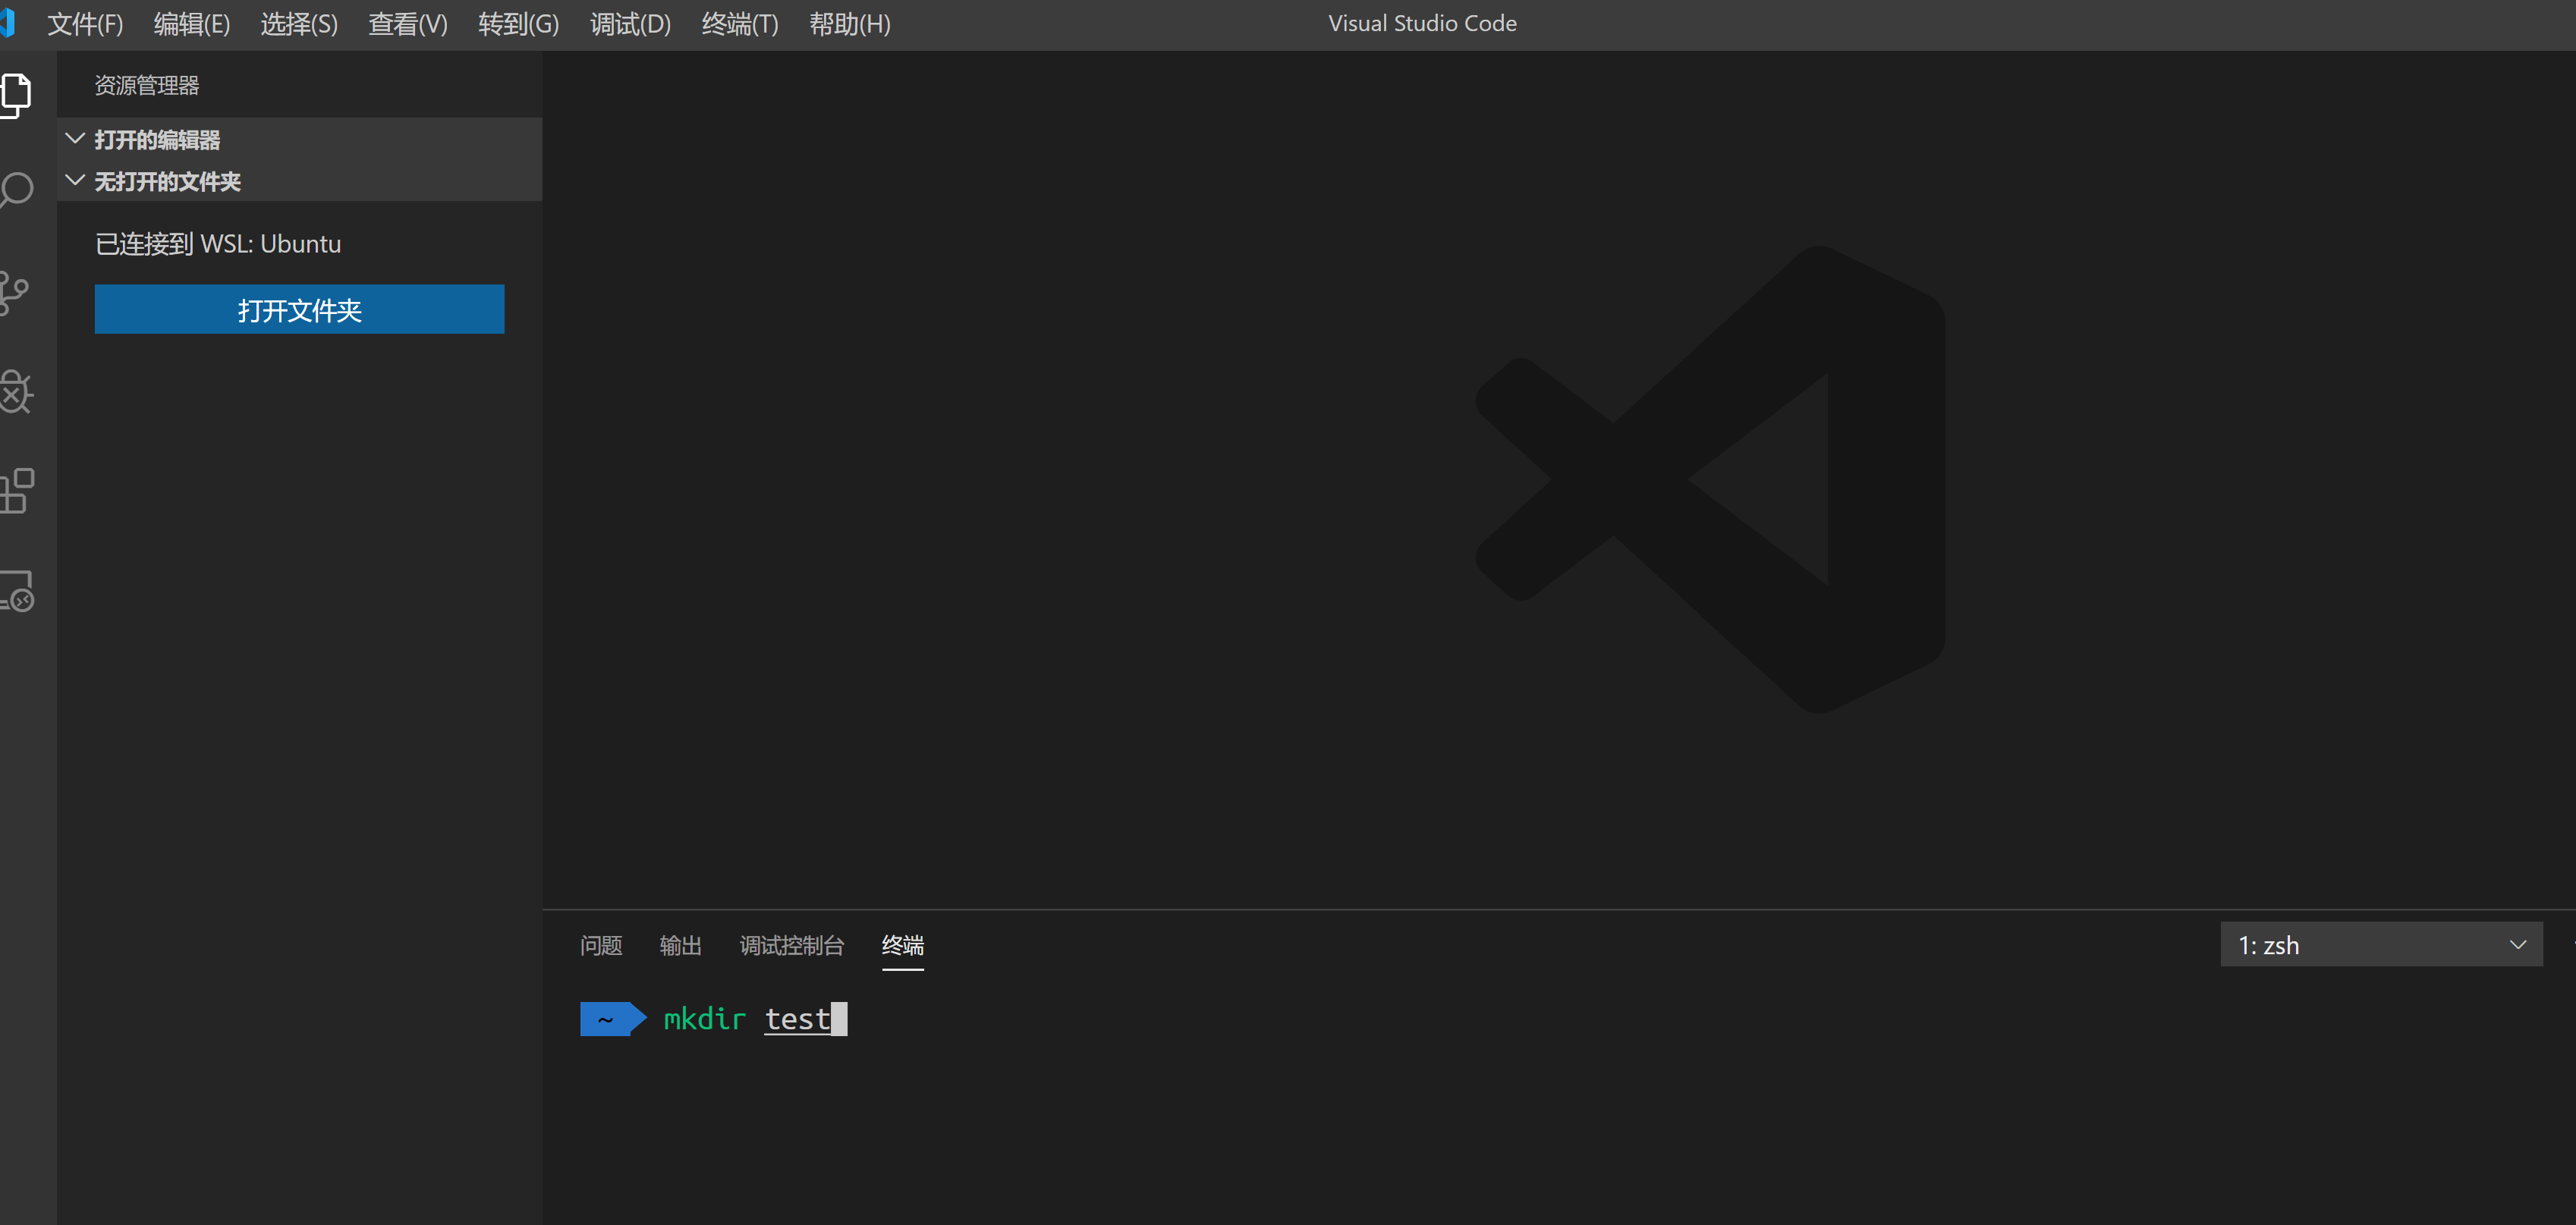 文件(F) 编辑(E) 选择(S) 查看(V) 转到(G) 调试(D) 终端(T) 帮助(H) Visual Studio Code
资源管理器
打开的编辑器
无打开的文件夹
已连接到 WSL: Ubuntu
打开文件夹
问题 输出 调试控制台 终端 1: zsh
~ mkdir test